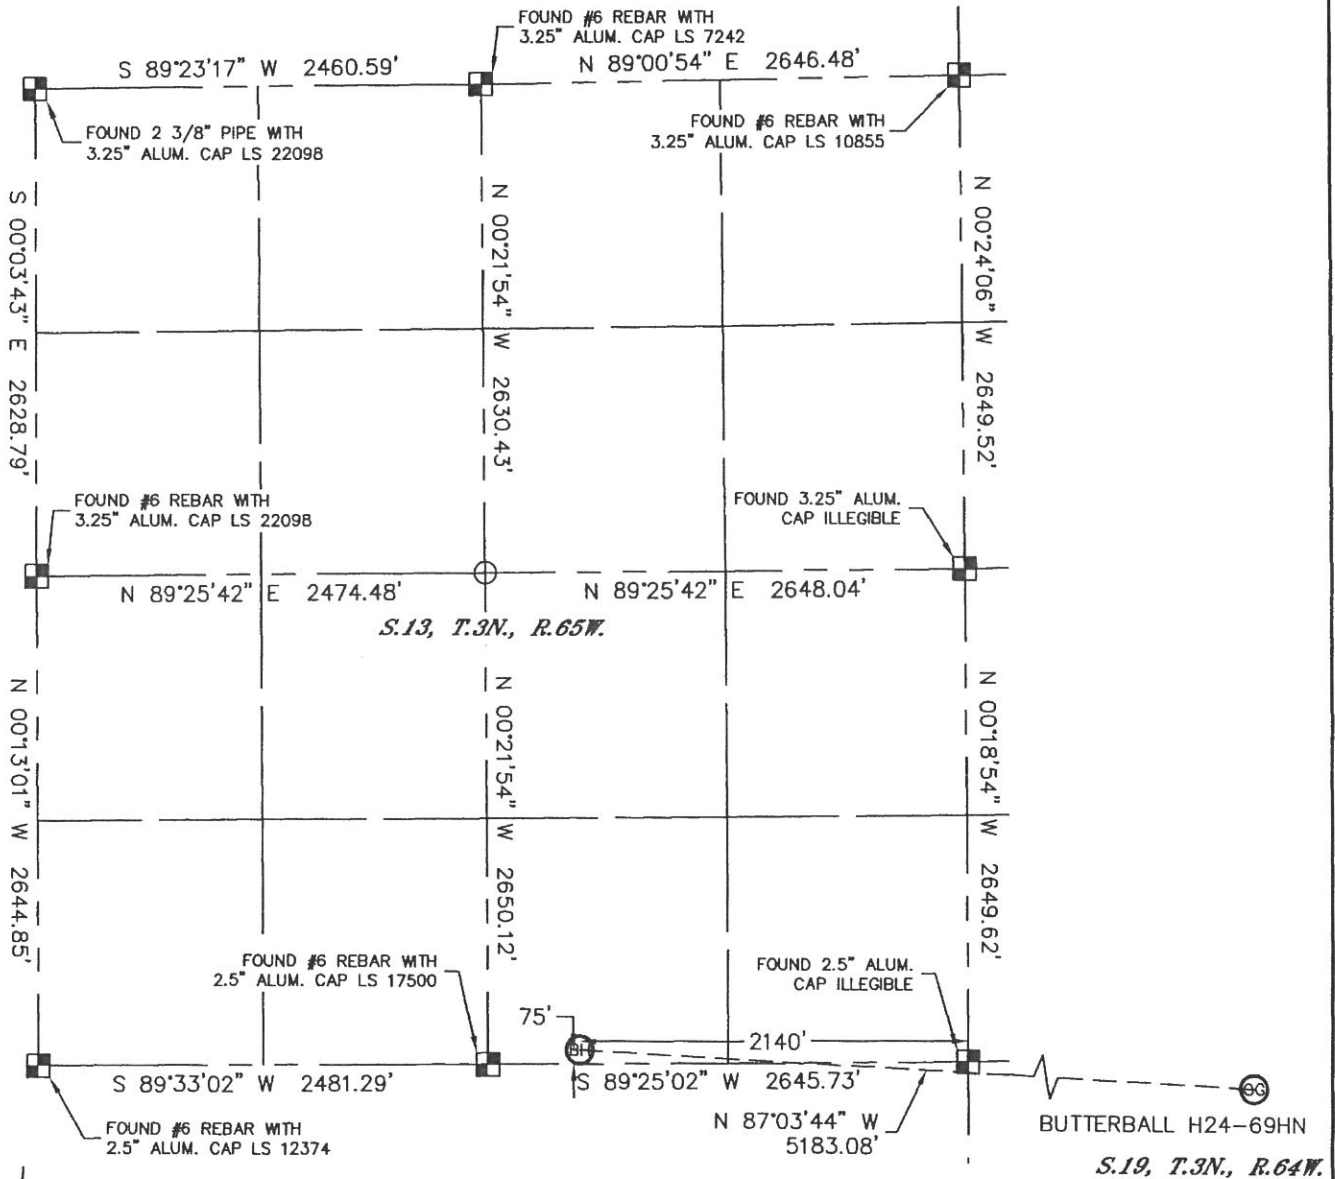 FOUND #6 REBAR WITH
3.25" ALUM. CAP LS 7242
S 89°23'17" W 2460.59'
N 89°00'54" E 2646.48'
FOUND 2 3/8" PIPE WITH
3.25" ALUM. CAP LS 22098
FOUND #6 REBAR WITH
3.25" ALUM. CAP LS 10855
S 00°03'43" E 2628.79'
N 00°21'54" W 2630.43'
N 00°24'06" W 2649.52'
FOUND #6 REBAR WITH
3.25" ALUM. CAP LS 22098
FOUND 3.25" ALUM.
CAP ILLEGIBLE
N 89°25'42" E 2474.48'
N 89°25'42" E 2648.04'
S.13, T.3N., R.65W.
N 00°13'01" W 2644.85'
N 00°21'54" W 2650.12'
N 00°18'54" W 2649.62'
FOUND #6 REBAR WITH
2.5" ALUM. CAP LS 17500
FOUND 2.5" ALUM.
CAP ILLEGIBLE
75'
BH
2140'
S 89°33'02" W 2481.29'
S 89°25'02" W 2645.73'
OG
N 87°03'44" W
5183.08'
BUTTERBALL H24-69HN
FOUND #6 REBAR WITH
2.5" ALUM. CAP LS 12374
S.19, T.3N., R.64W.